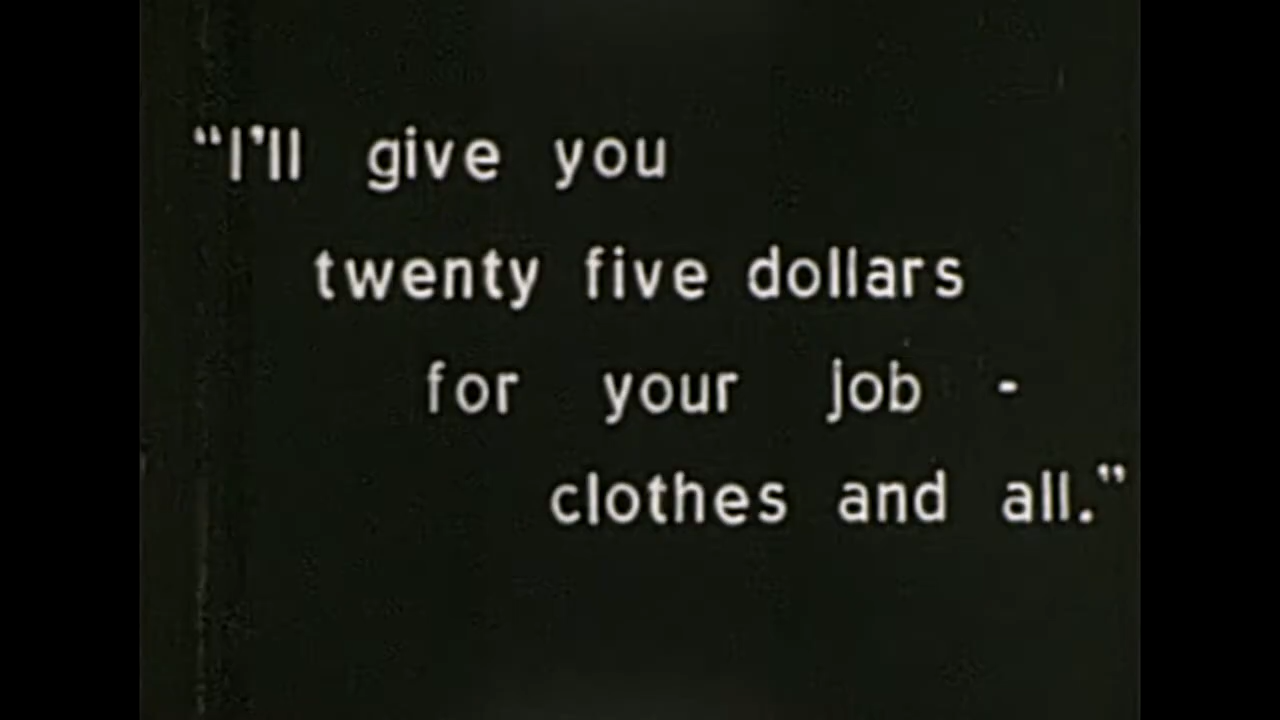 “I'll give you
twenty five dollars
for your job -
clothes and all.”